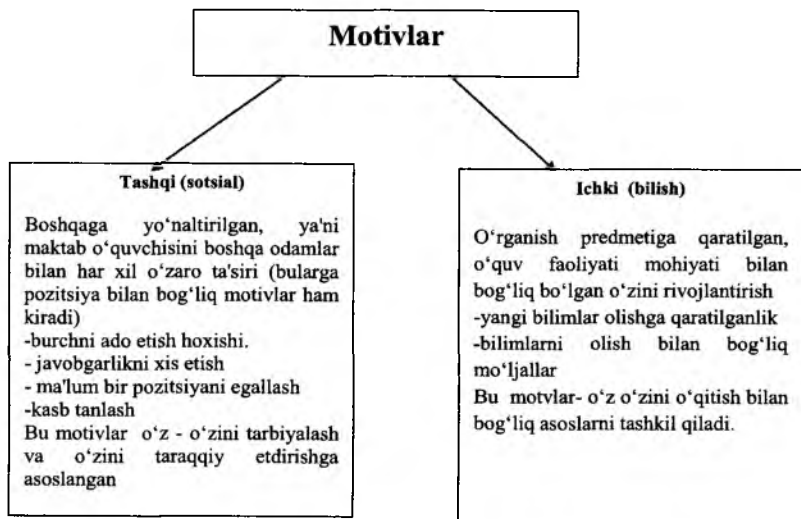 Motivlar
Tashqi (sotsial)
Boshqaga yo‘naltirilgan, ya'ni
maktab o‘quvchisini boshqa odamlar
bilan har xil o‘zaro ta'siri (bularga
pozitsiya bilan bog‘liq motivlar ham
kiradi)
-burchni ado etish hoxishi.
- javobgarlikni xis etish
- ma'lum bir pozitsiyani egallash
-kasb tanlash
Bu motivlar o‘z - o‘zini tarbiyalash
va o‘zini taraqqiy etdirishga
asoslangan
Ichki (bilish)
O‘rganish predmetiga qaratilgan,
o‘quv faoliyati mohiyati bilan
bog‘liq bo‘lgan o‘zini rivojlantirish
-yangi bilimlar olishga qaratilganlik
-bilimlarni olish bilan bog‘liq
mo‘ljallar
Bu motvlar- o‘z o‘zini o‘qitish bilan
bog‘liq asoslarni tashkil qiladi.